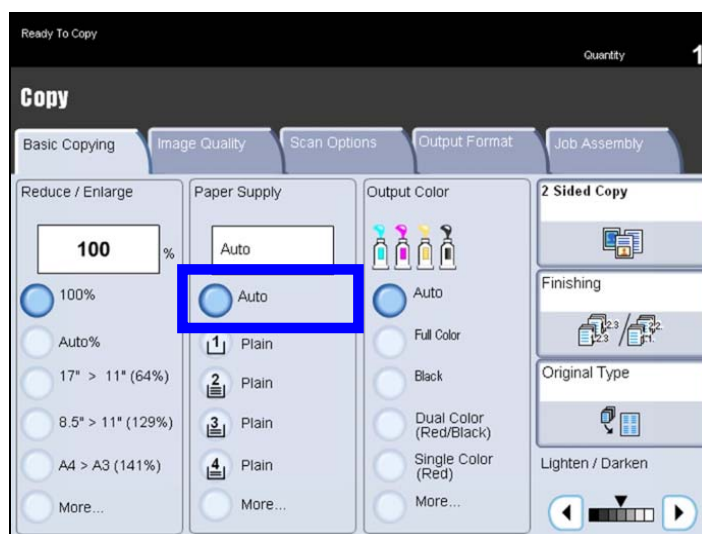 Ready To Copy
Quantity 1
Copy
Basic Copying
Image Quality
Scan Options
Output Format
Job Assembly
Reduce / Enlarge
100 %
100%
Auto%
17" > 11" (64%)
8.5" > 11" (129%)
A4 > A3 (141%)
More...
Paper Supply
Auto
Auto
1 Plain
2 Plain
3 Plain
4 Plain
More...
Output Color
Auto
Full Color
Black
Dual Color
(Red/Black)
Single Color
(Red)
More...
2 Sided Copy
Finishing
Original Type
Lighten / Darken